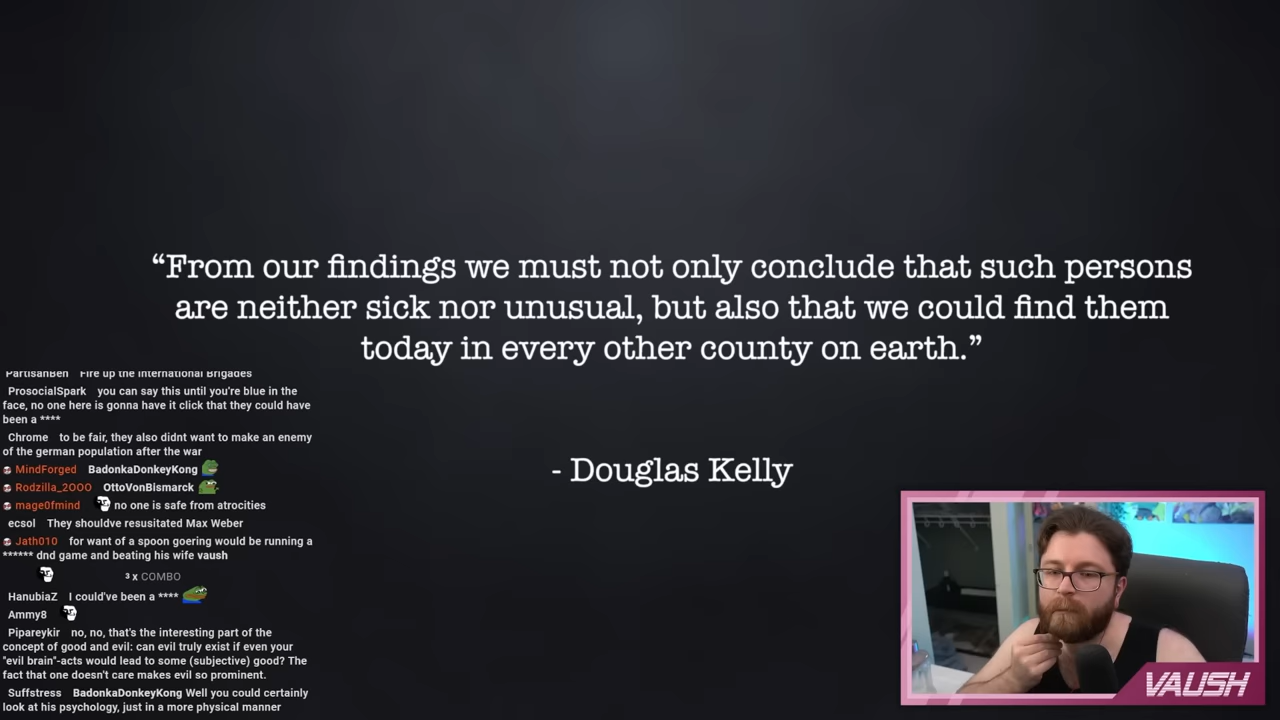 “From our findings we must not only conclude that such persons
are neither sick nor unusual, but also that we could find them
today in every other county on earth.”
- Douglas Kelly
PartisanBen Fire up the International Brigades
ProsocialSpark you can say this until you're blue in the
face, no one here is gonna have it click that they could have
been a ****
Chrome to be fair, they also didnt want to make an enemy
of the german population after the war
MindForged BadonkaDonkeyKong
Rodzilla_2OOO OttoVonBismarck
mage0fmind no one is safe from atrocities
ecsol They shouldve resusitated Max Weber
Jath010 for want of a spoon goering would be running a
****** dnd game and beating his wife vaush
3 x COMBO
HanubiaZ I could've been a ****
Ammy8
Pipareykir no, no, that's the interesting part of the
concept of good and evil: can evil truly exist if even your
"evil brain"-acts would lead to some (subjective) good? The
fact that one doesn't care makes evil so prominent.
Suffstress BadonkaDonkeyKong Well you could certainly
look at his psychology, just in a more physical manner
VAUSH